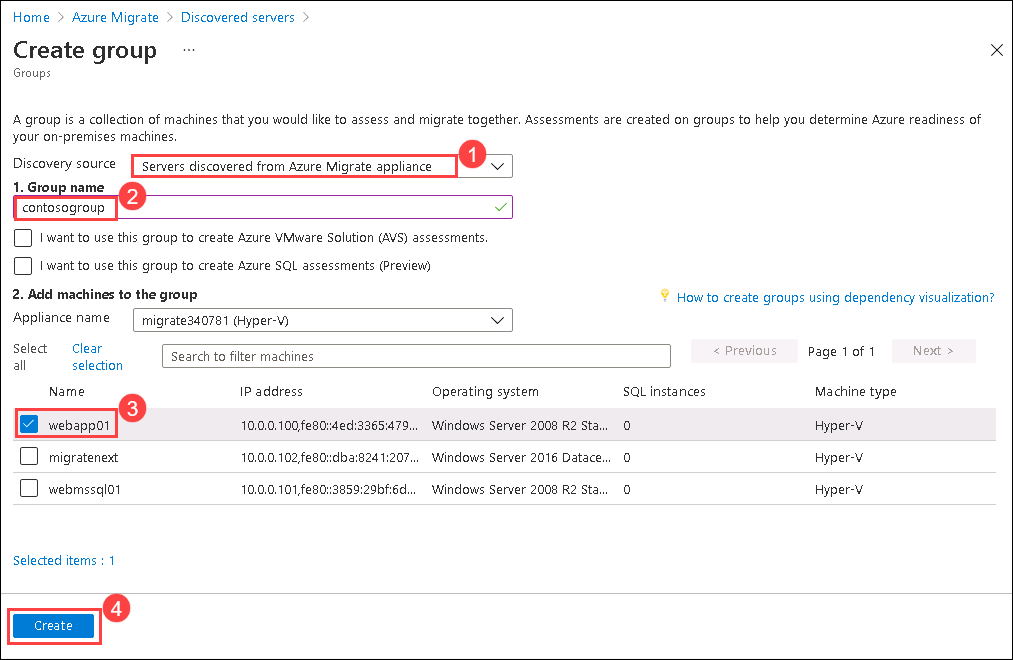 Home > Azure Migrate > Discovered servers >
Create group ...
Groups
A group is a collection of machines that you would like to assess and migrate together. Assessments are created on groups to help you determine Azure readiness of
your on-premises machines.
Discovery source Servers discovered from Azure Migrate appliance 1
1. Group name 2
contosogroup
I want to use this group to create Azure VMware Solution (AVS) assessments.
I want to use this group to create Azure SQL assessments (Preview)
2. Add machines to the group
How to create groups using dependency visualization?
Appliance name migrate340781 (Hyper-V)
Select all Clear selection Search to filter machines < Previous Page 1 of 1 Next >
Name IP address Operating system SQL instances Machine type
3
webapp01 10.0.0.100,fe80::4ed:3365:479... Windows Server 2008 R2 Sta... 0 Hyper-V
migratenext 10.0.0.102,fe80::dba:8241:207... Windows Server 2016 Datace... 0 Hyper-V
webmssql01 10.0.0.101,fe80::3859:29bf:6d... Windows Server 2008 R2 Sta... 0 Hyper-V
Selected items : 1
4
Create